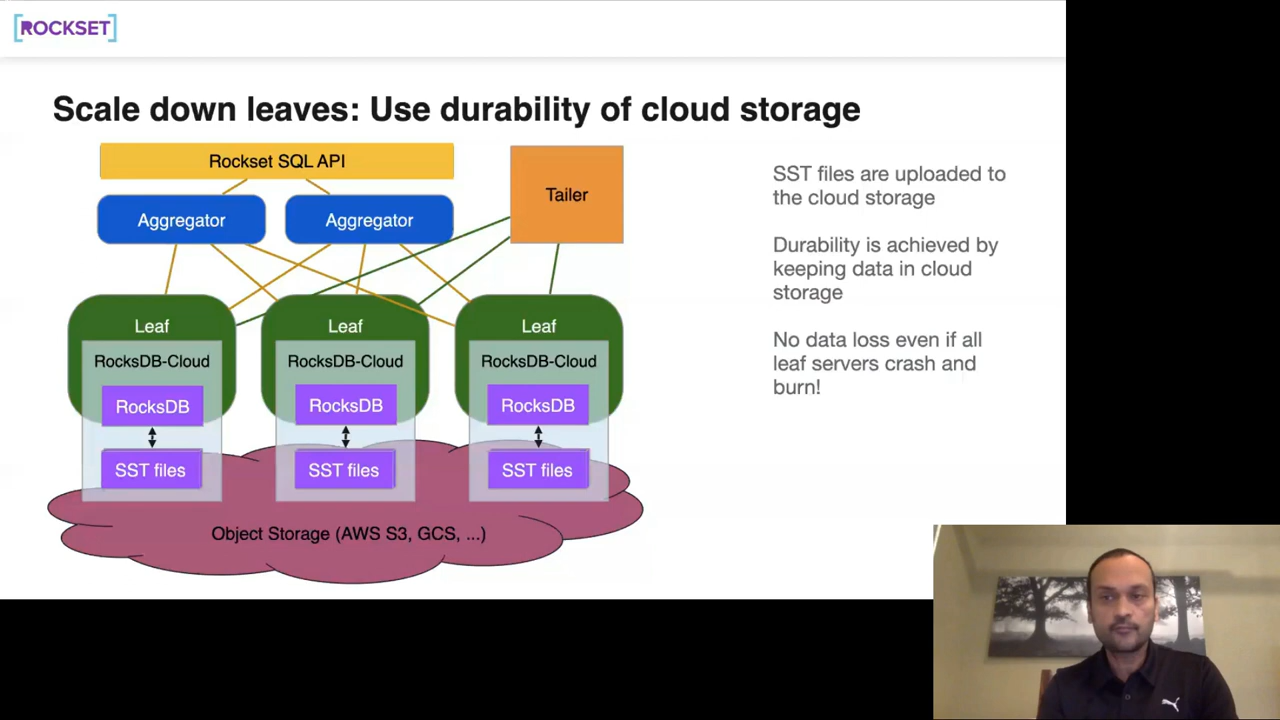 [ROCKSET]
Scale down leaves: Use durability of cloud storage
Rockset SQL API
Tailer
Aggregator
Aggregator
Leaf
Leaf
Leaf
RocksDB-Cloud
RocksDB-Cloud
RocksDB-Cloud
RocksDB
RocksDB
RocksDB
SST files
SST files
SST files
Object Storage (AWS S3, GCS, ...)
SST files are uploaded to
the cloud storage
Durability is achieved by
keeping data in cloud
storage
No data loss even if all
leaf servers crash and
burn!